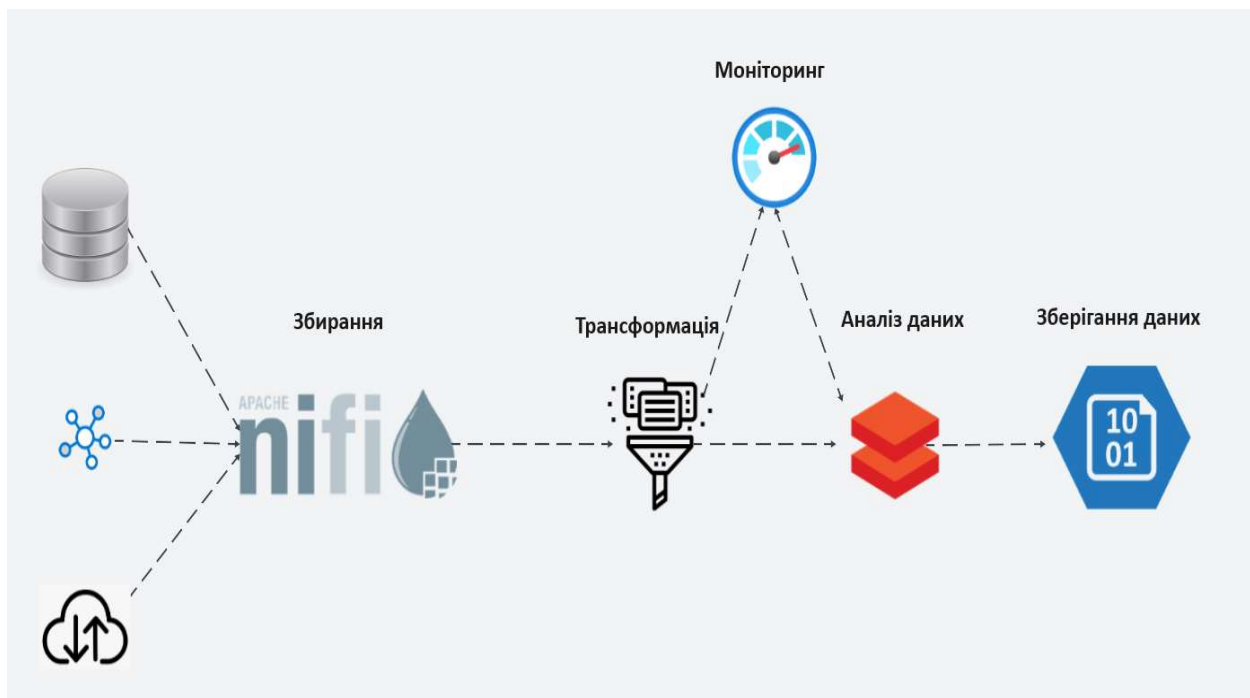 Моніторинг
Збирання
Трансформація
Аналіз даних
Зберігання даних
APACHE
nifi
10
01